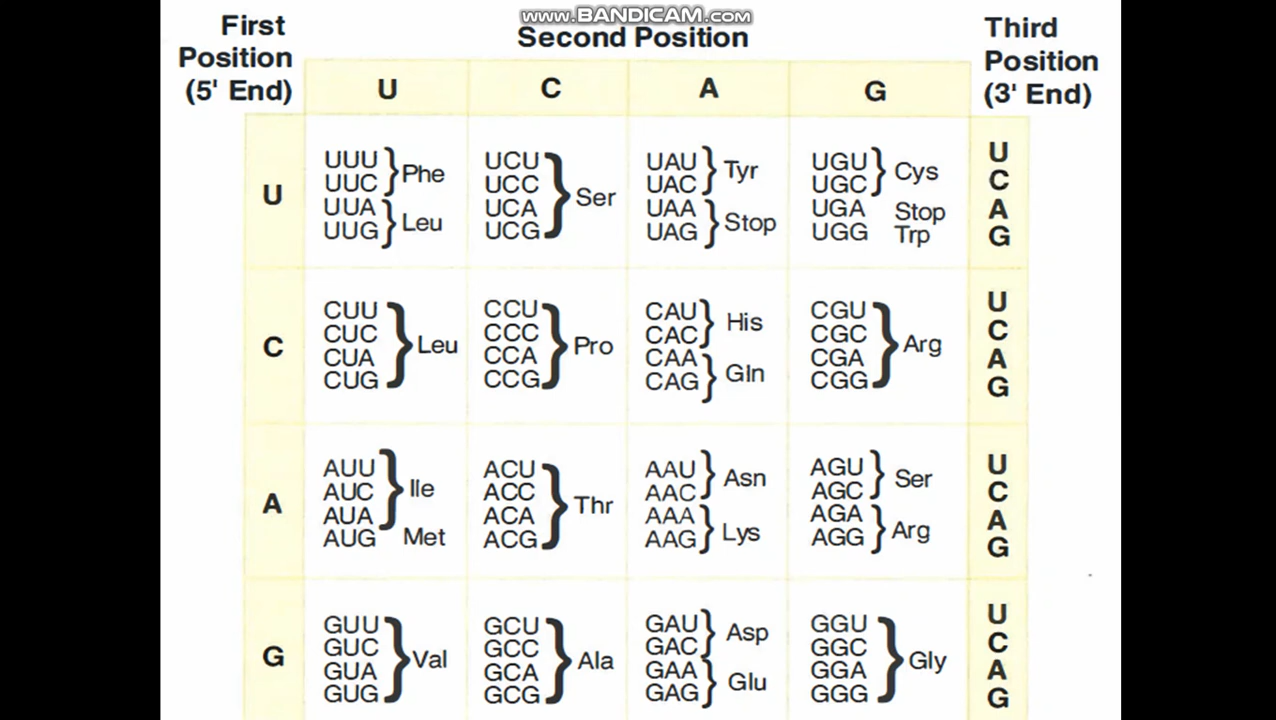 www.BANDICAM.com
First
Position
(5' End)
Second Position
Third
Position
(3' End)
U C A G
U
UUU
UUC
Phe
UUA
UUG
Leu
UCU
UCC
UCA
UCG
Ser
UAU
UAC
Tyr
UAA
UAG
Stop
UGU
UGC
Cys
UGA Stop
UGG Trp
U
C
A
G
C
CUU
CUC
CUA
CUG
Leu
CCU
CCC
CCA
CCG
Pro
CAU
CAC
His
CAA
CAG
Gln
CGU
CGC
CGA
CGG
Arg
U
C
A
G
A
AUU
AUC
AUA
Ile
AUG Met
ACU
ACC
ACA
ACG
Thr
AAU
AAC
Asn
AAA
AAG
Lys
AGU
AGC
Ser
AGA
AGG
Arg
U
C
A
G
G
GUU
GUC
GUA
GUG
Val
GCU
GCC
GCA
GCG
Ala
GAU
GAC
Asp
GAA
GAG
Glu
GGU
GGC
GGA
GGG
Gly
U
C
A
G